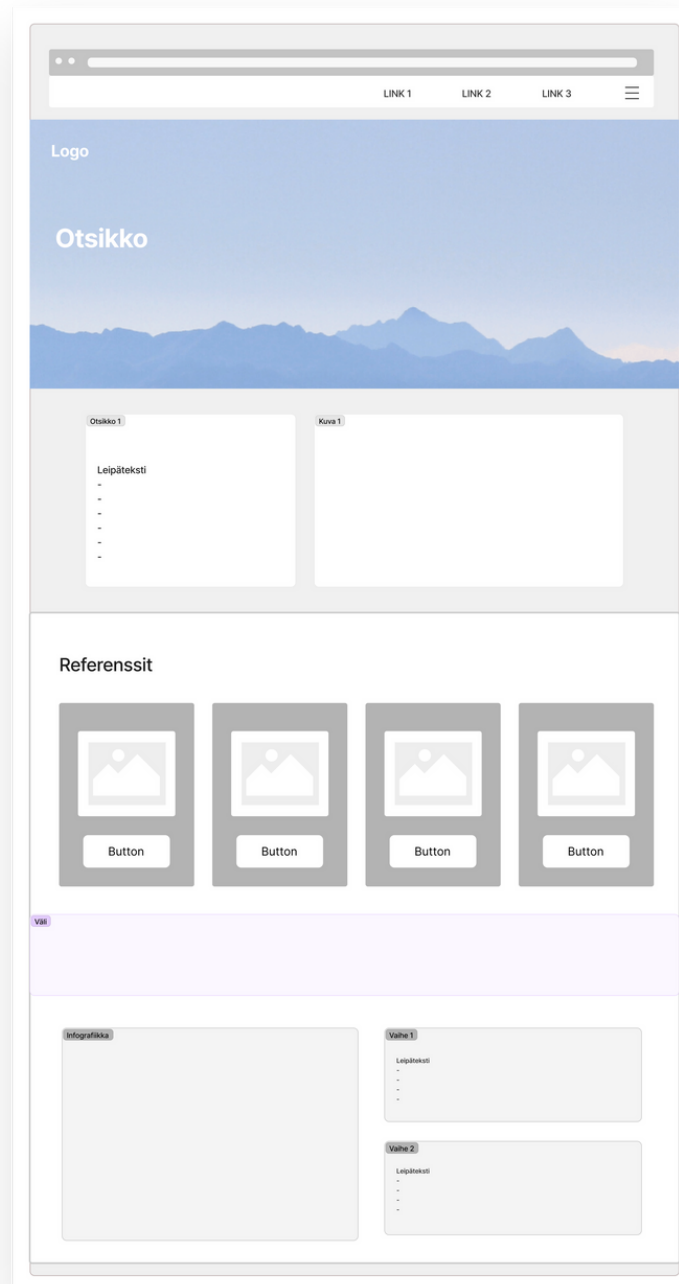 LINK 1 LINK 2 LINK 3
Logo
Otsikko
Otsikko 1
Leipäteksti
-
-
-
-
-
-
Kuva 1
Referenssit
Button Button Button Button
Väli
Infografiikka
Vaihe 1
Leipäteksti
-
-
-
-
Vaihe 2
Leipäteksti
-
-
-
-